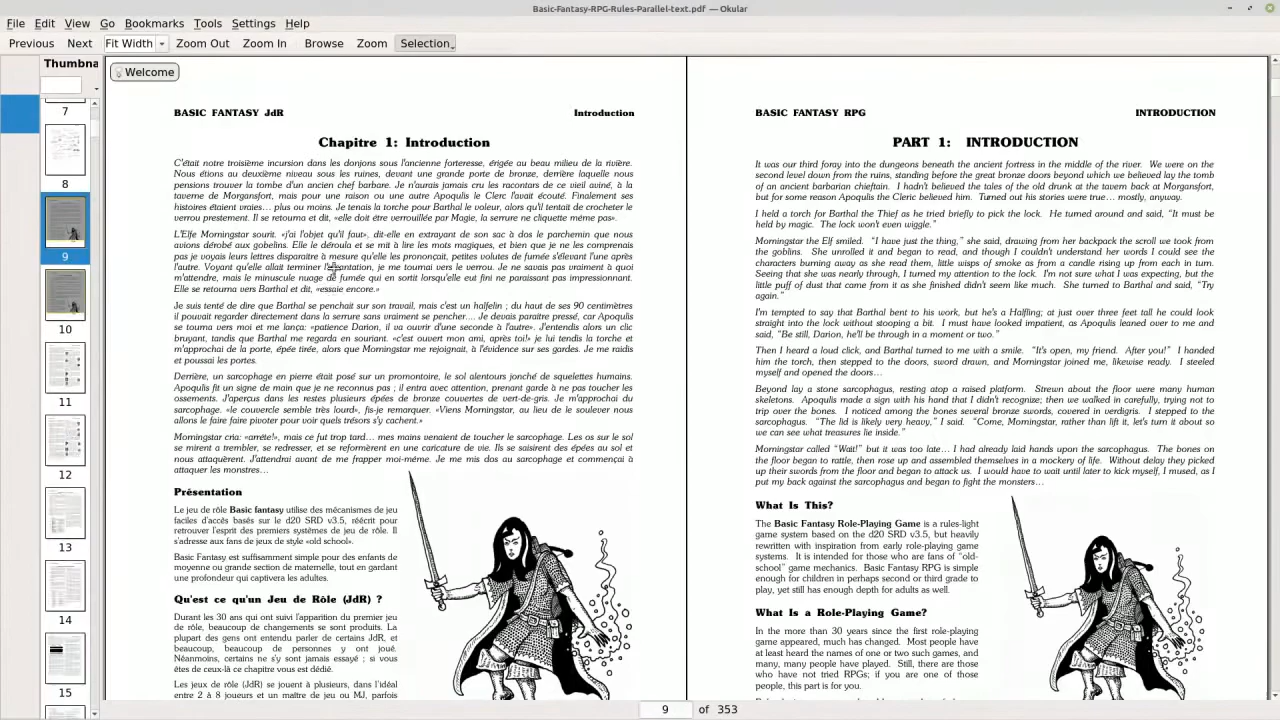 Basic-Fantasy-RPG-Rules-Parallel-text.pdf — Okular
File Edit View Go Bookmarks Tools Settings Help
Previous Next Fit Width Zoom Out Zoom In Browse Zoom Selection
Thumbna
7
8
9
10
11
12
13
14
15
Welcome
BASIC FANTASY JdR Introduction
Chapitre 1: Introduction
C'était notre troisième incursion dans les donjons sous l'ancienne forteresse, érigée au beau milieu de la rivière.
Nous étions au deuxième niveau sous les ruines, devant une grande porte de bronze, derrière laquelle nous
pensions trouver la tombe d'un ancien chef barbare. Je n'aurais jamais cru les racontars de ce vieil aviné, à la
taverne de Morgansfort, mais pour une raison ou une autre Apoqulis le Clerc l'avait écouté. Finalement ses
histoires étaient vraies… plus ou moins. Je tenais la torche pour Barthal le voleur, alors qu'il tentait de crocheter le
verrou prestement. Il se retourna et dit, «elle doit être verrouillée par Magie, la serrure ne cliquette même pas».
L'Elfe Morningstar sourit. «j'ai l'objet qu'il faut», dit-elle en extrayant de son sac à dos le parchemin que nous
avions dérobé aux gobelins. Elle le déroula et se mit à lire les mots magiques, et bien que je ne les comprenais
pas je voyais leurs lettres disparaître à mesure qu'elle les prononçait, petites volutes de fumée s'élevant l'une après
l'autre. Voyant qu'elle allait terminer l'incantation, je me tournai vers le verrou. Je ne savais pas vraiment à quoi
m'attendre, mais le minuscule nuage de fumée qui en sortit lorsqu'elle eut fini ne paraissait pas impressionnant.
Elle se retourna vers Barthal et dit, «essaie encore.»
Je suis tenté de dire que Barthal se penchait sur son travail, mais c'est un halfelin ; du haut de ses 90 centimètres
il pouvait regarder directement dans la serrure sans vraiment se pencher.... Je devais paraitre pressé, car Apoqulis
se tourna vers moi et me lança: «patience Darion, il va ouvrir d'une seconde à l'autre». J'entendis alors un clic
bruyant, tandis que Barthal me regarda en souriant. «c'est ouvert mon ami, après toi!» je lui tendis la torche et
m'approchai de la porte, épée tirée, alors que Morningstar me rejoignait, à l'évidence sur ses gardes. Je me raidis
et poussai les portes.
Derrière, un sarcophage en pierre était posé sur un promontoire, le sol alentours jonché de squelettes humains.
Apoqulis fit un signe de main que je ne reconnus pas ; il entra avec attention, prenant garde à ne pas toucher les
ossements. J'aperçus dans les restes plusieurs épées de bronze couvertes de vert-de-gris. Je m'approchai du
sarcophage. «le couvercle semble très lourd», fis-je remarquer. «Viens Morningstar, au lieu de le soulever nous
allons le faire faire pivoter pour voir quels trésors s'y cachent.»
Morningstar cria: «arrête!», mais ce fut trop tard… mes mains venaient de toucher le sarcophage. Les os sur le sol
se mirent a trembler, se redresser, et se reformèrent en une caricature de vie. Ils se saisirent des épées au sol et
nous attaquèrent. J'attendrai avant de me frapper moi-même. Je me mis dos au sarcophage et commençai à
attaquer les monstres…
Présentation
Le jeu de rôle Basic fantasy utilise des mécanismes de jeu
faciles d'accès basés sur le d20 SRD v3.5, réécrit pour
retrouver l'esprit des premiers systèmes de jeu de rôle. Il
s'adresse aux fans de jeux de style «old school».
Basic Fantasy est suffisamment simple pour des enfants de
moyenne ou grande section de maternelle, tout en gardant
une profondeur qui captivera les adultes.
Qu'est ce qu'un Jeu de Rôle (JdR) ?
Durant les 30 ans qui ont suivi l'apparition du premier jeu
de rôle, beaucoup de changements se sont produits. La
plupart des gens ont entendu parler de certains JdR, et
beaucoup, beaucoup de personnes y ont joué.
Néanmoins, certains ne s'y sont jamais essayé ; si vous
êtes de ceux-là ce chapitre vous est dédié.
Les jeux de rôle (JdR) se jouent à plusieurs, dans l'idéal
entre 2 à 8 joueurs et un maître de jeu ou MJ, parfois
BASIC FANTASY RPG INTRODUCTION
PART 1: INTRODUCTION
It was our third foray into the dungeons beneath the ancient fortress in the middle of the river. We were on the
second level down from the ruins, standing before the great bronze doors beyond which we believed lay the tomb
of an ancient barbarian chieftain. I hadn't believed the tales of the old drunk at the tavern back at Morgansfort,
but for some reason Apoqulis the Cleric believed him. Turned out his stories were true… mostly, anyway.
I held a torch for Barthal the Thief as he tried briefly to pick the lock. He turned around and said, “It must be
held by magic. The lock won't even wiggle.”
Morningstar the Elf smiled. “I have just the thing,” she said, drawing from her backpack the scroll we took from
the goblins. She unrolled it and began to read, and though I couldn't understand her words I could see the
characters burning away as she read them, little wisps of smoke as from a candle rising up from each in turn.
Seeing that she was nearly through, I turned my attention to the lock. I'm not sure what I was expecting, but the
little puff of dust that came from it as she finished didn't seem like much. She turned to Barthal and said, “Try
again.”
I'm tempted to say that Barthal bent to his work, but he's a Halfling; at just over three feet tall he could look
straight into the lock without stooping a bit. I must have looked impatient, as Apoqulis leaned over to me and
said, “Be still, Darion, he'll be through in a moment or two.”
Then I heard a loud click, and Barthal turned to me with a smile. “It's open, my friend. After you!” I handed
him the torch, then stepped to the doors, sword drawn, and Morningstar joined me, likewise ready. I steeled
myself and opened the doors…
Beyond lay a stone sarcophagus, resting atop a raised platform. Strewn about the floor were many human
skeletons. Apoqulis made a sign with his hand that I didn't recognize; then we walked in carefully, trying not to
trip over the bones. I noticed among the bones several bronze swords, covered in verdigris. I stepped to the
sarcophagus. “The lid is likely very heavy,” I said. “Come, Morningstar, rather than lift it, let's turn it about so
we can see what treasures lie inside.”
Morningstar called “Wait!” but it was too late… I had already laid hands upon the sarcophagus. The bones on
the floor began to rattle, then rose up and assembled themselves in a mockery of life. Without delay they picked
up their swords from the floor and began to attack us. I would have to wait until later to kick myself, I mused, as I
put my back against the sarcophagus and began to fight the monsters…
What Is This?
The Basic Fantasy Role-Playing Game is a rules-light
game system based on the d20 SRD v3.5, but heavily
rewritten with inspiration from early role-playing game
systems. It is intended for those who are fans of “old-
school” game mechanics. Basic Fantasy RPG is simple
enough for children in perhaps second or third grade to
play, yet still has enough depth for adults as well.
What Is a Role-Playing Game?
In the more than 30 years since the first role-playing
game appeared, much has changed. Most people have
at least heard the names of one or two such games, and
many, many people have played. Still, there are those
who have not tried RPGs; if you are one of those
people, this part is for you.
9 of 353